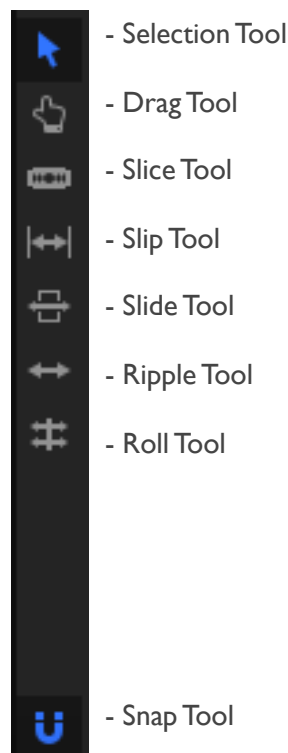 - Selection Tool
- Drag Tool
- Slice Tool
- Slip Tool
- Slide Tool
- Ripple Tool
- Roll Tool
- Snap Tool